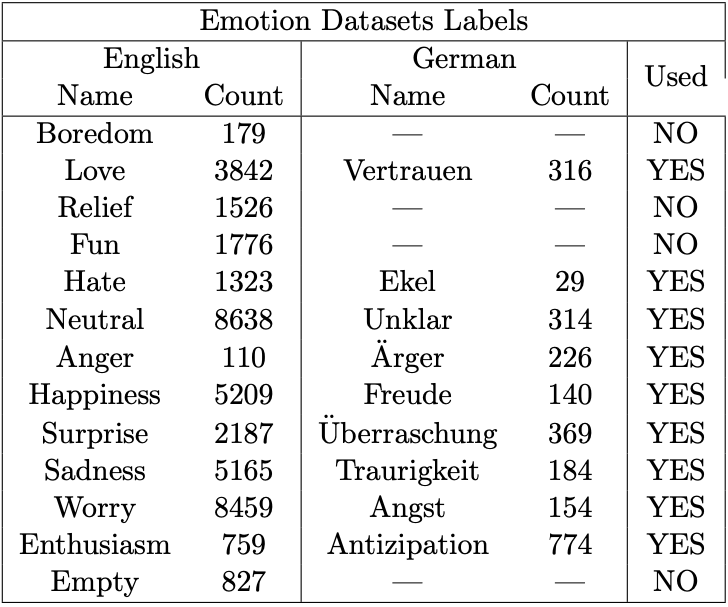 Emotion Datasets Labels
English German Used
Name Count Name Count
Boredom 179 — — NO
Love 3842 Vertrauen 316 YES
Relief 1526 — — NO
Fun 1776 — — NO
Hate 1323 Ekel 29 YES
Neutral 8638 Unklar 314 YES
Anger 110 Ärger 226 YES
Happiness 5209 Freude 140 YES
Surprise 2187 Überraschung 369 YES
Sadness 5165 Traurigkeit 184 YES
Worry 8459 Angst 154 YES
Enthusiasm 759 Antizipation 774 YES
Empty 827 — — NO